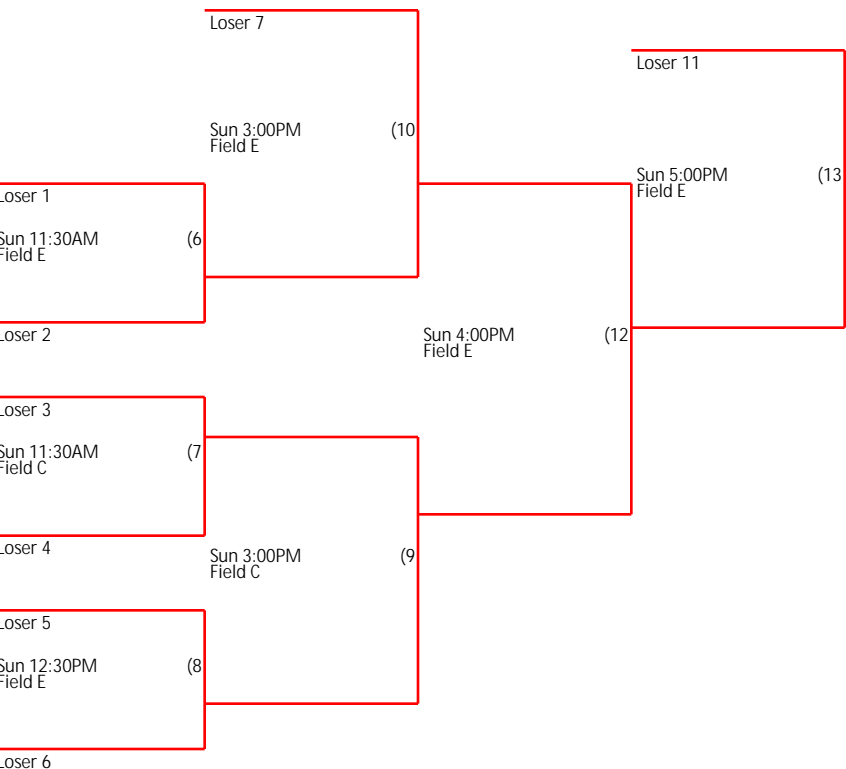 Loser 7
Loser 11
Sun 3:00PM
Field E
(10
Sun 5:00PM
Field E
(13
Loser 1
Sun 11:30AM
Field E
(6
Loser 2
Sun 4:00PM
Field E
(12
Loser 3
Sun 11:30AM
Field C
(7
Loser 4
Sun 3:00PM
Field C
(9
Loser 5
Sun 12:30PM
Field E
(8
Loser 6